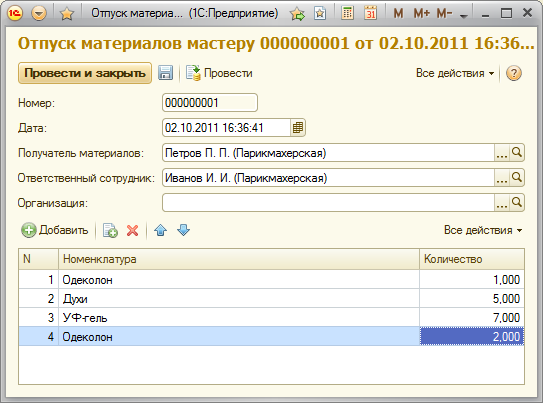 Отпуск материа... (1С:Предприятие) M M+ M-
Отпуск материалов мастеру 000000001 от 02.10.2011 16:36...
Провести и закрыть Провести Все действия
Номер: 000000001
Дата: 02.10.2011 16:36:41
Получатель материалов: Петров П. П. (Парикмахерская) ...
Ответственный сотрудник: Иванов И. И. (Парикмахерская) ...
Организация: ...
Добавить Все действия
N Номенклатура Количество
1 Одеколон 1,000
2 Духи 5,000
3 УФ-гель 7,000
4 Одеколон 2,000